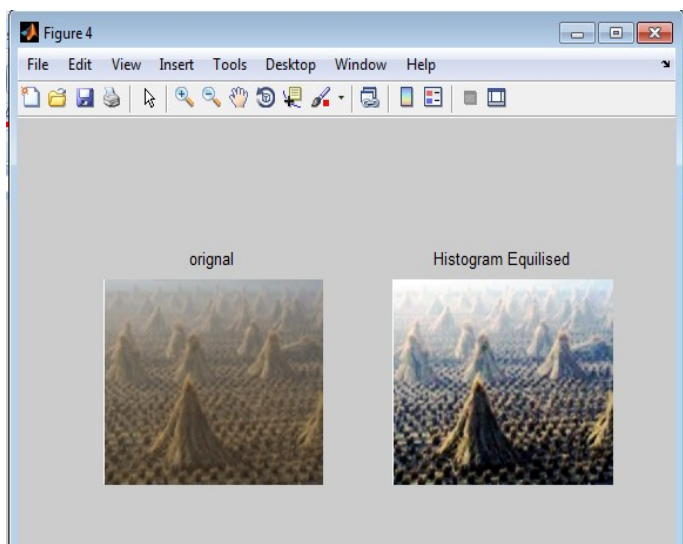 Figure 4
File Edit View Insert Tools Desktop Window Help
orignal Histogram Equilised